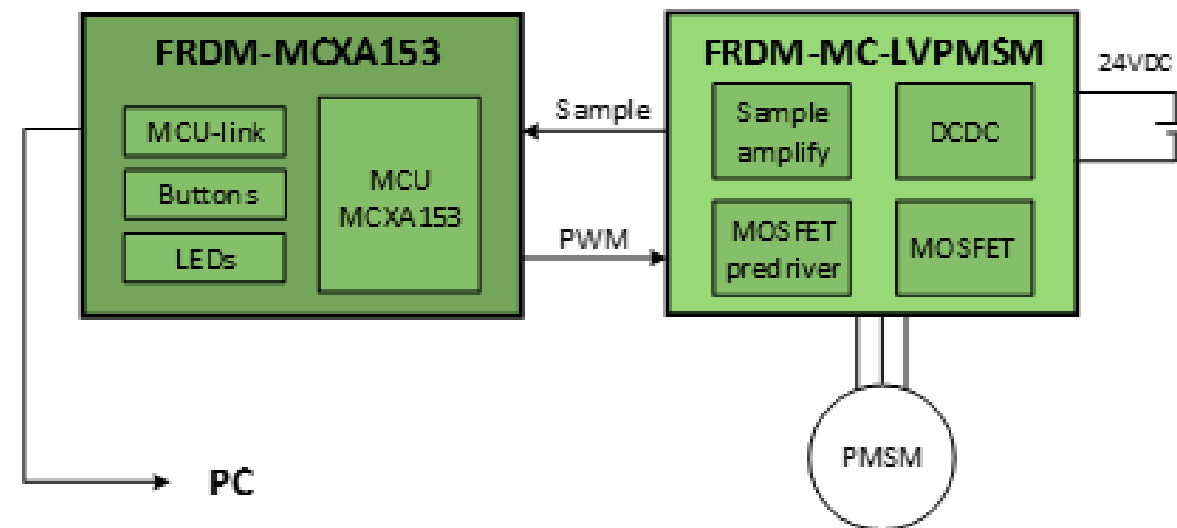 FRDM-MCXA153
MCU-link
Buttons
LEDs
MCU
MCXA153
Sample
PWM
FRDM-MC-LVPMSM
Sample
amplify
DCDC
MOSFET
predriver
MOSFET
24VDC
PMSM
PC